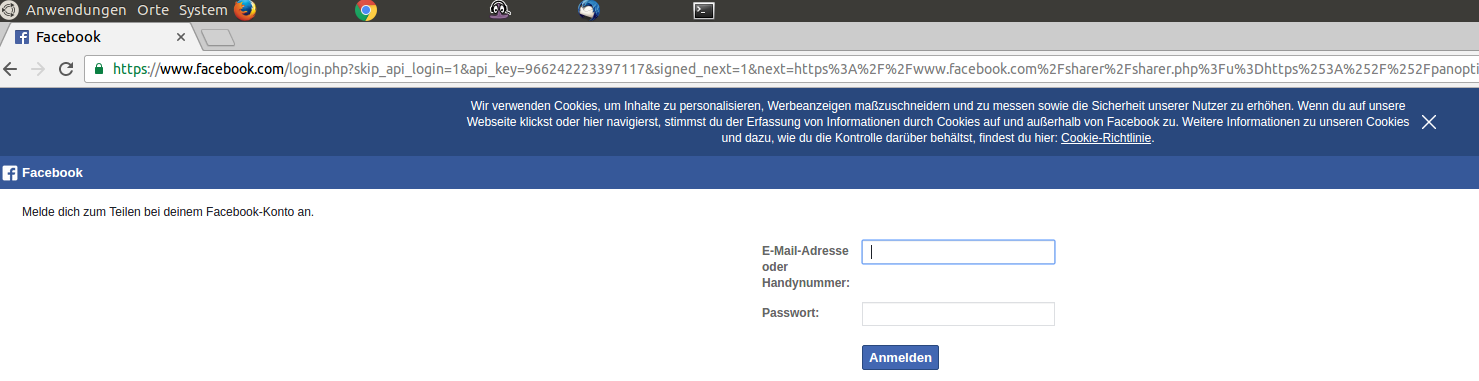 Anwendungen Orte System
Facebook
https://www.facebook.com/login.php?skip_api_login=1&api_key=966242223397117&signed_next=1&next=https%3A%2F%2Fwww.facebook.com%2Fsharer%2Fsharer.php%3Fu%3Dhttps%253A%252F%252Fpanopti
Wir verwenden Cookies, um Inhalte zu personalisieren, Werbeanzeigen maßzuschneidern und zu messen sowie die Sicherheit unserer Nutzer zu erhöhen. Wenn du auf unsere
Webseite klickst oder hier navigierst, stimmst du der Erfassung von Informationen durch Cookies auf und außerhalb von Facebook zu. Weitere Informationen zu unseren Cookies
und dazu, wie du die Kontrolle darüber behältst, findest du hier: Cookie-Richtlinie.
Facebook
Melde dich zum Teilen bei deinem Facebook-Konto an.
E-Mail-Adresse
oder
Handynummer:
Passwort:
Anmelden